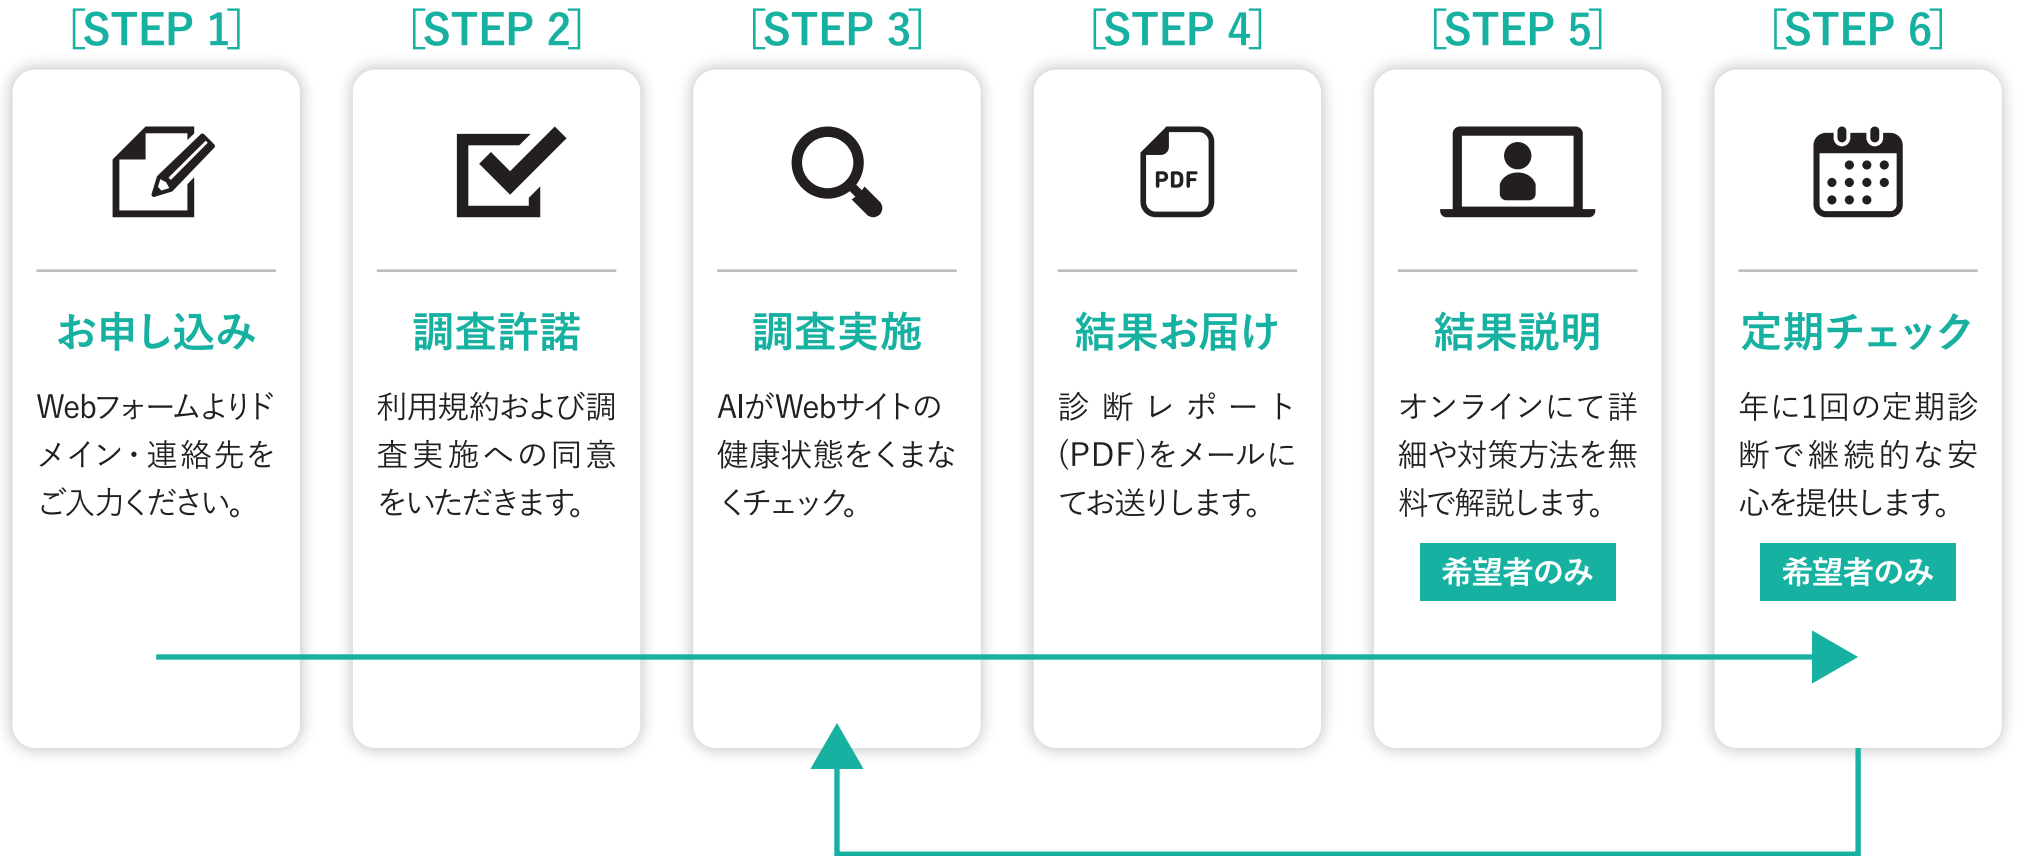 [STEP 1]
お申し込み
Webフォームよりド
メイン・連絡先を
ご入力ください。
[STEP 2]
調査許諾
利用規約および調
査実施への同意
をいただきます。
[STEP 3]
調査実施
AIがWebサイトの
健康状態をくまな
くチェック。
[STEP 4]
PDF
結果お届け
診断レポート
(PDF)をメールに
てお送りします。
[STEP 5]
結果説明
オンラインにて詳
細や対策方法を無
料で解説します。
希望者のみ
[STEP 6]
定期チェック
年に1回の定期診
断で継続的な安
心を提供します。
希望者のみ